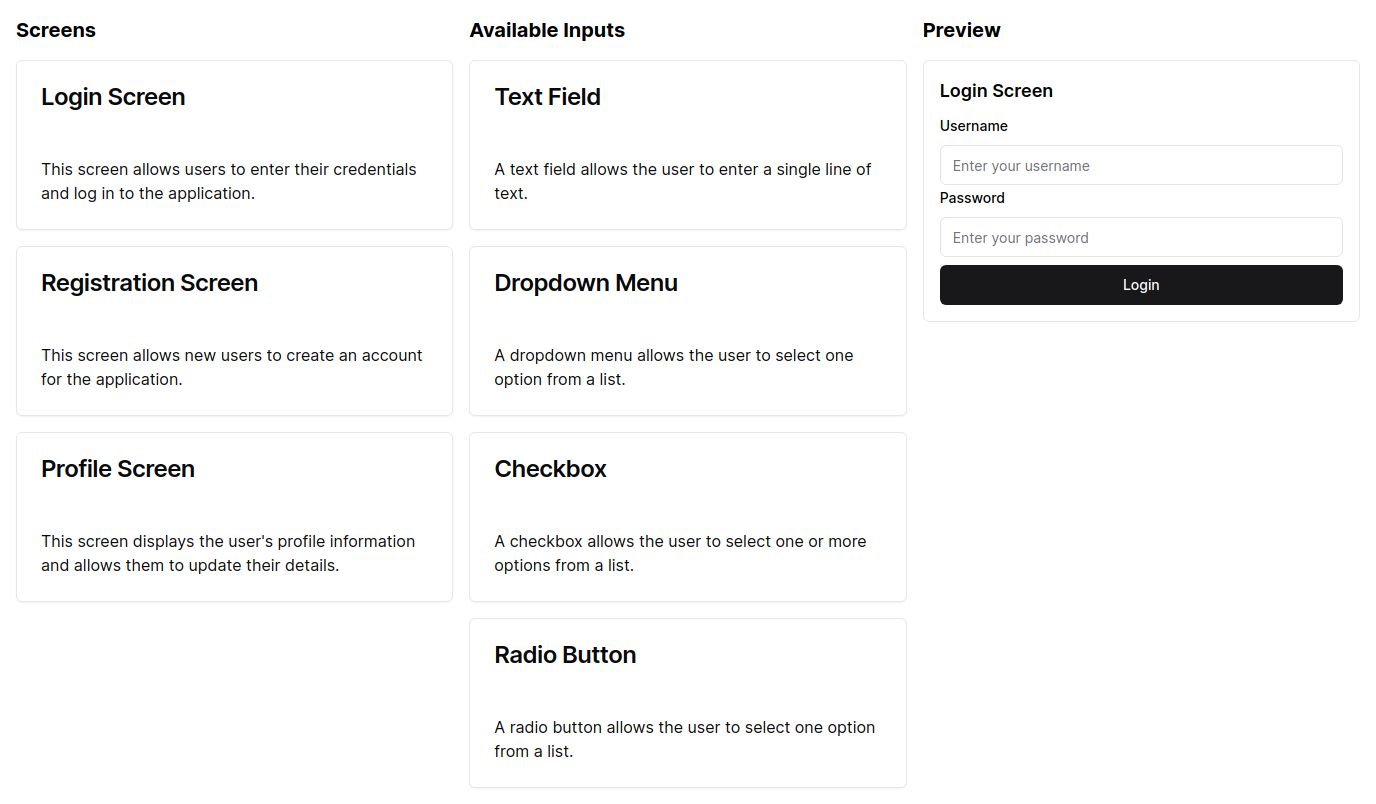 Screens
Login Screen
This screen allows users to enter their credentials
and log in to the application.
Registration Screen
This screen allows new users to create an account
for the application.
Profile Screen
This screen displays the user's profile information
and allows them to update their details.
Available Inputs
Text Field
A text field allows the user to enter a single line of
text.
Dropdown Menu
A dropdown menu allows the user to select one
option from a list.
Checkbox
A checkbox allows the user to select one or more
options from a list.
Radio Button
A radio button allows the user to select one option
from a list.
Preview
Login Screen
Username
Enter your username
Password
Enter your password
Login